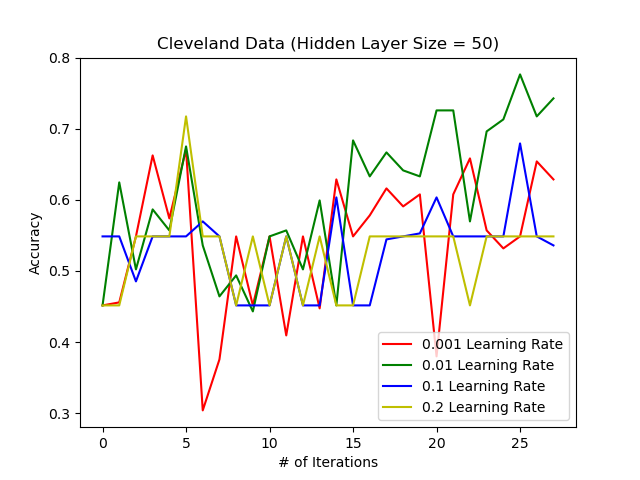 Cleveland Data (Hidden Layer Size = 50)
0.8
0.7
0.6
0.5
0.4
0.3
Accuracy
0.001 Learning Rate
0.01 Learning Rate
0.1 Learning Rate
0.2 Learning Rate
0 5 10 15 20 25
# of Iterations